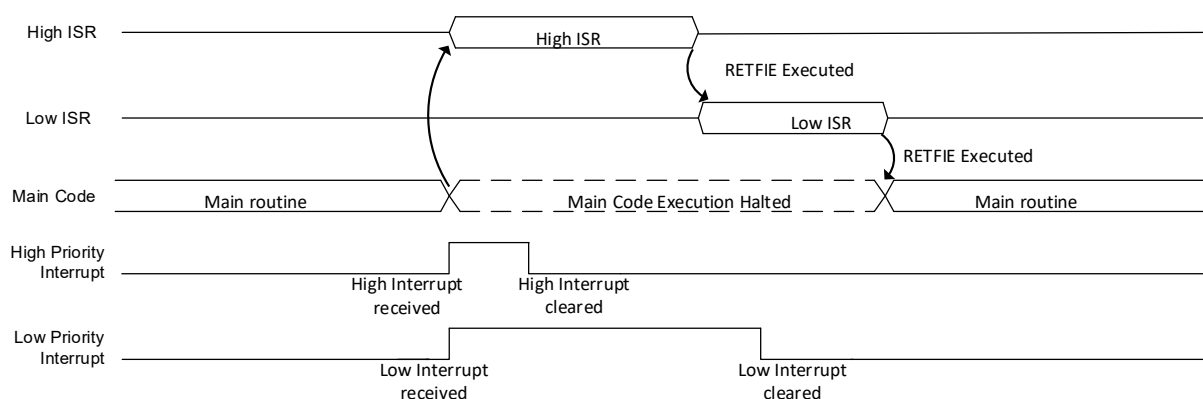 High ISR
High ISR
RETFIE Executed
Low ISR
Low ISR
RETFIE Executed
Main Code
Main routine
Main Code Execution Halted
Main routine
High Priority
Interrupt
High Interrupt
received
High Interrupt
cleared
Low Priority
Interrupt
Low Interrupt
received
Low Interrupt
cleared